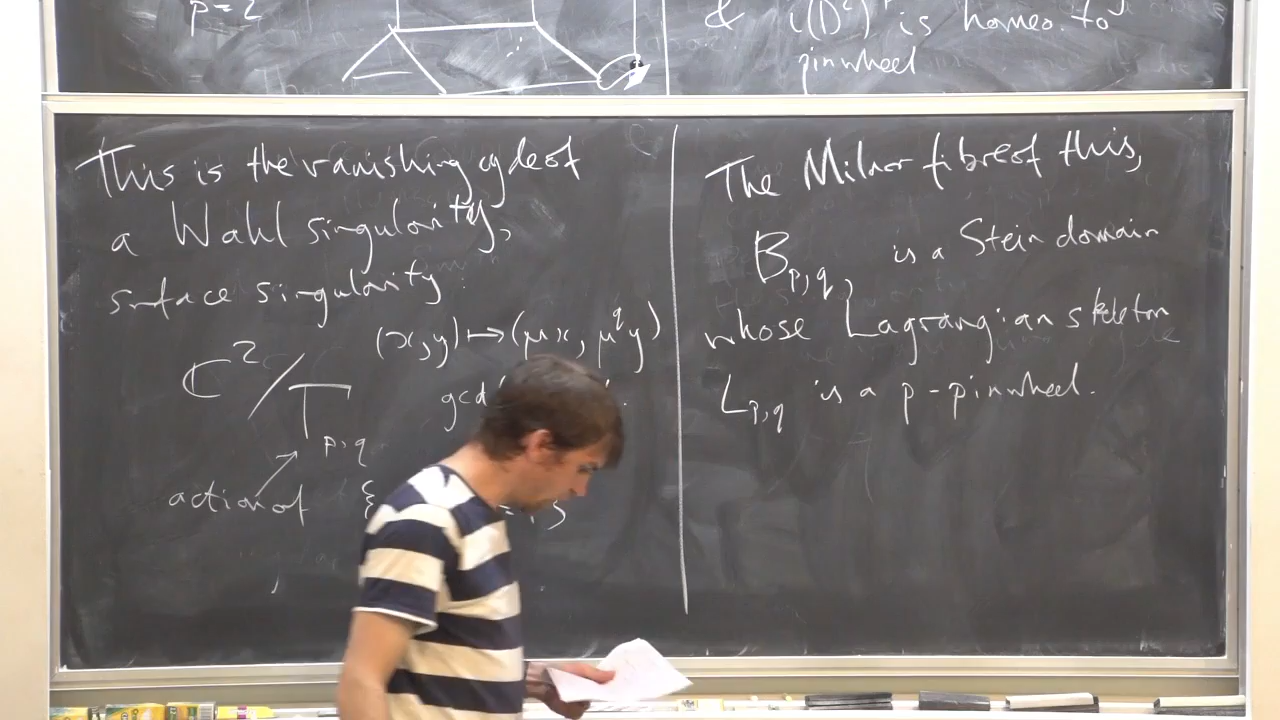 p = 2
& i(D²) is homeo to
pinwheel
This is the vanishing cycle of
a Wahl singularity,
surface singularity
(x,y) ↦ (μx, μ^q y)
ℂ²/Γ_{p,q}
gcd
action of {
The Milnor fibre of this,
B_{p,q}, is a Stein domain
whose Lagrangian skeleton
L_{p,q} is a p-pinwheel.